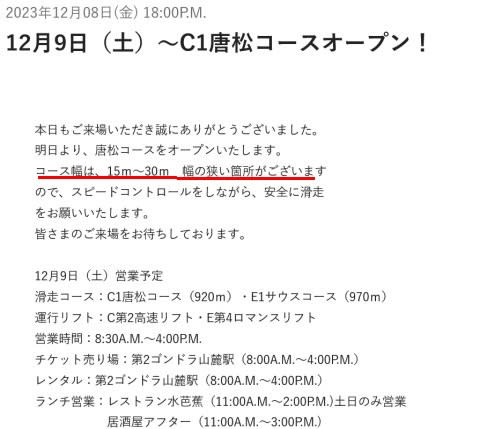 2023年12月08日(金) 18:00P.M.
12月9日（土）～C1唐松コースオープン！
本日もご来場いただき誠にありがとうございました。
明日より、唐松コースをオープンいたします。
コース幅は、15m～30m　幅の狭い箇所がございます
ので、スピードコントロールをしながら、安全に滑走
をお願いいたします。
皆さまのご来場をお待ちしております。
12月9日（土）営業予定
滑走コース：C1唐松コース（920m）・E1サウスコース（970m）
運行リフト：C第2高速リフト・E第4ロマンスリフト
営業時間：8:30A.M.～4:00P.M.
チケット売り場：第2ゴンドラ山麓駅（8:00A.M.～4:00P.M.）
レンタル：第2ゴンドラ山麓駅（8:00A.M.～4:00P.M.）
ランチ営業：レストラン水芭蕉（11:00A.M.～2:00P.M.)土日のみ営業
居酒屋アフター（11:00A.M.～3:00P.M.）